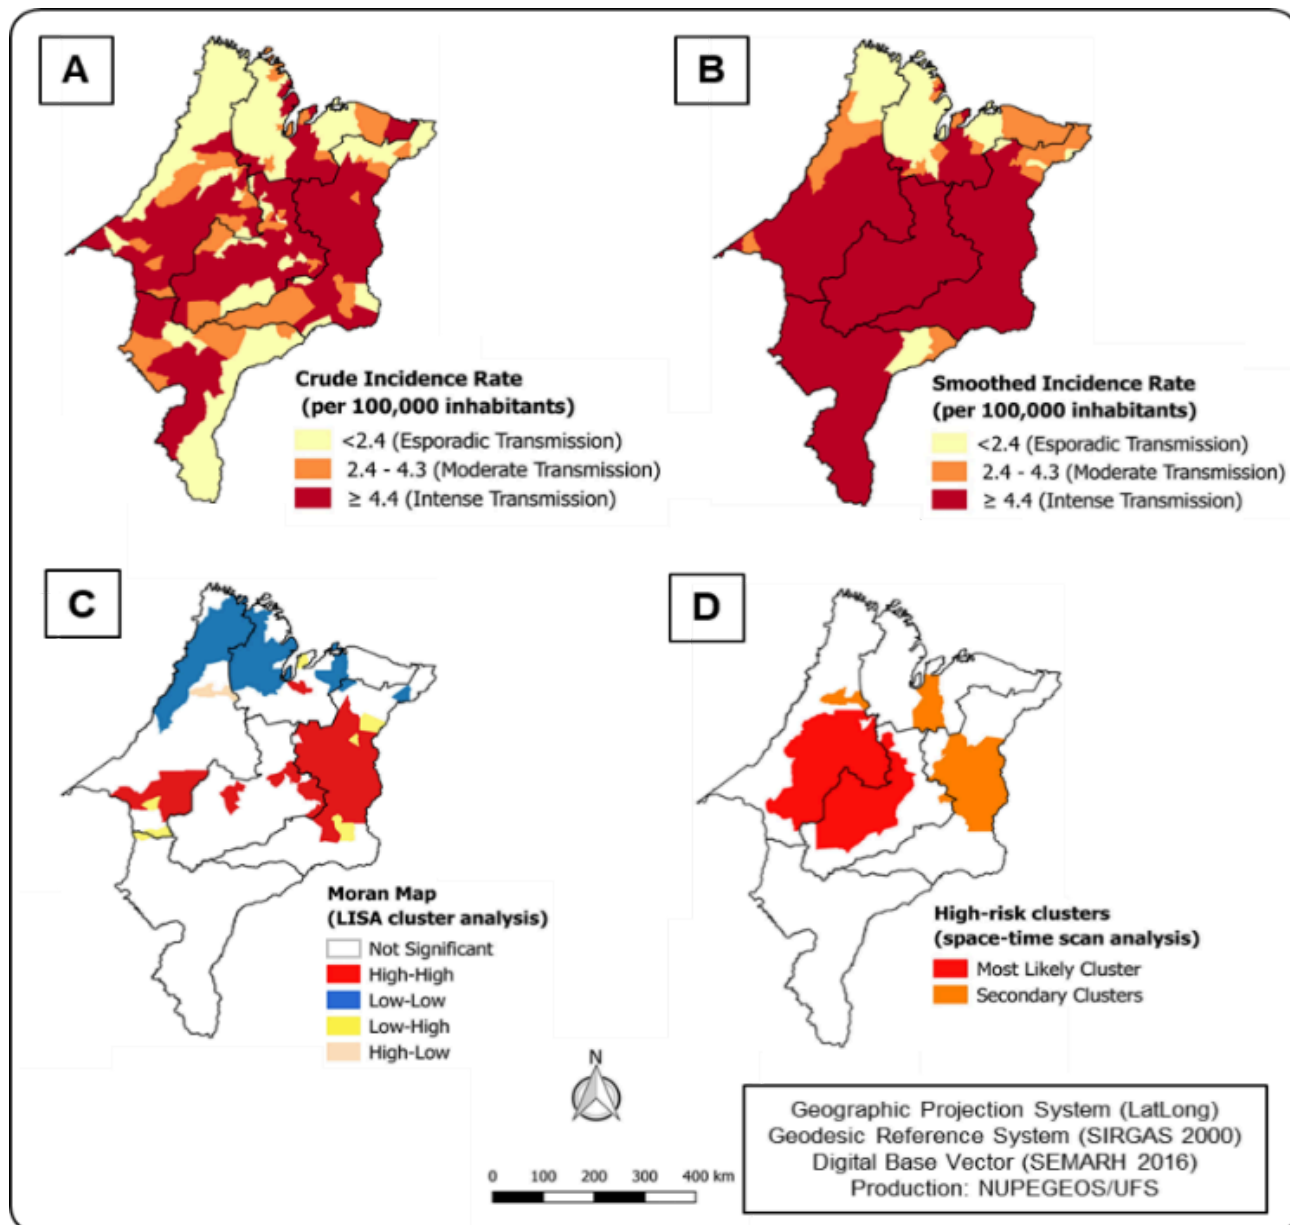 A
Crude Incidence Rate
(per 100,000 inhabitants)
<2.4 (Esporadic Transmission)
2.4 - 4.3 (Moderate Transmission)
≥ 4.4 (Intense Transmission)
B
Smoothed Incidence Rate
(per 100,000 inhabitants)
<2.4 (Esporadic Transmission)
2.4 - 4.3 (Moderate Transmission)
≥ 4.4 (Intense Transmission)
C
Moran Map
(LISA cluster analysis)
Not Significant
High-High
Low-Low
Low-High
High-Low
D
High-risk clusters
(space-time scan analysis)
Most Likely Cluster
Secondary Clusters
N
0 100 200 300 400 km
Geographic Projection System (LatLong)
Geodesic Reference System (SIRGAS 2000)
Digital Base Vector (SEMARH 2016)
Production: NUPEGEOS/UFS